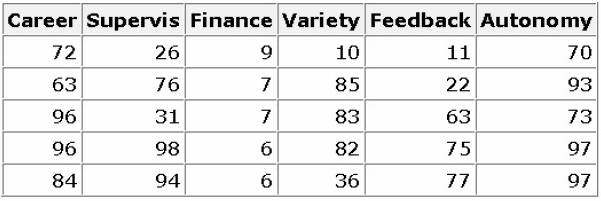 Career Supervis Finance Variety Feedback Autonomy
72 26 9 10 11 70
63 76 7 85 22 93
96 31 7 83 63 73
96 98 6 82 75 97
84 94 6 36 77 97